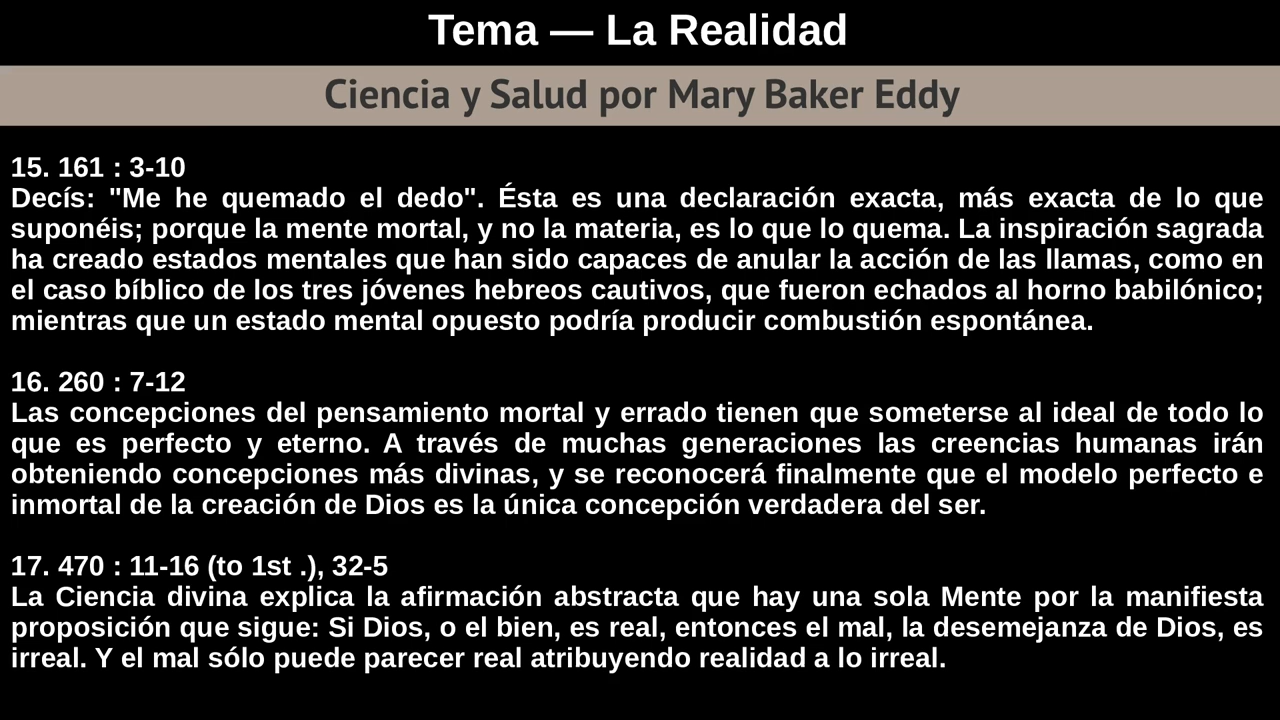 Tema — La Realidad
Ciencia y Salud por Mary Baker Eddy
15. 161 : 3-10
Decís: "Me he quemado el dedo". Ésta es una declaración exacta, más exacta de lo que
suponéis; porque la mente mortal, y no la materia, es lo que lo quema. La inspiración sagrada
ha creado estados mentales que han sido capaces de anular la acción de las llamas, como en
el caso bíblico de los tres jóvenes hebreos cautivos, que fueron echados al horno babilónico;
mientras que un estado mental opuesto podría producir combustión espontánea.
16. 260 : 7-12
Las concepciones del pensamiento mortal y errado tienen que someterse al ideal de todo lo
que es perfecto y eterno. A través de muchas generaciones las creencias humanas irán
obteniendo concepciones más divinas, y se reconocerá finalmente que el modelo perfecto e
inmortal de la creación de Dios es la única concepción verdadera del ser.
17. 470 : 11-16 (to 1st .), 32-5
La Ciencia divina explica la afirmación abstracta que hay una sola Mente por la manifiesta
proposición que sigue: Si Dios, o el bien, es real, entonces el mal, la desemejanza de Dios, es
irreal. Y el mal sólo puede parecer real atribuyendo realidad a lo irreal.